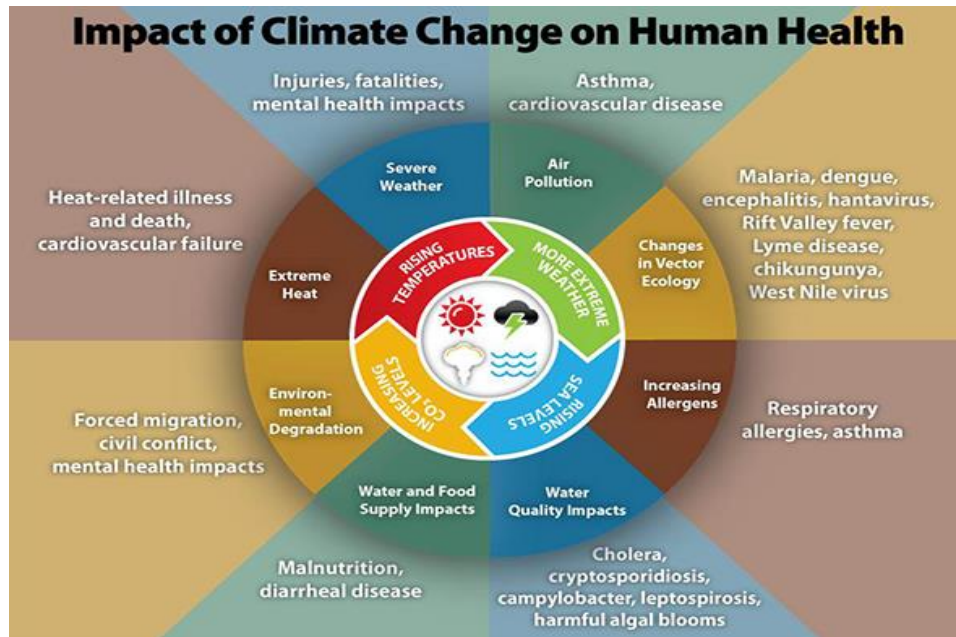 Impact of Climate Change on Human Health
Injuries, fatalities,
mental health impacts
Asthma,
cardiovascular disease
Severe
Weather
Air
Pollution
Heat-related illness
and death,
cardiovascular failure
Malaria, dengue,
encephalitis, hantavirus,
Rift Valley fever,
Lyme disease,
chikungunya,
West Nile virus
Extreme
Heat
RISING
TEMPERATURES
MORE EXTREME
WEATHER
Changes
in Vector
Ecology
Environ-
mental
Degradation
INCREASING
CO₂ LEVELS
RISING
SEA LEVELS
Increasing
Allergens
Forced migration,
civil conflict,
mental health impacts
Respiratory
allergies, asthma
Water and Food
Supply Impacts
Water
Quality Impacts
Malnutrition,
diarrheal disease
Cholera,
cryptosporidiosis,
campylobacter, leptospirosis,
harmful algal blooms